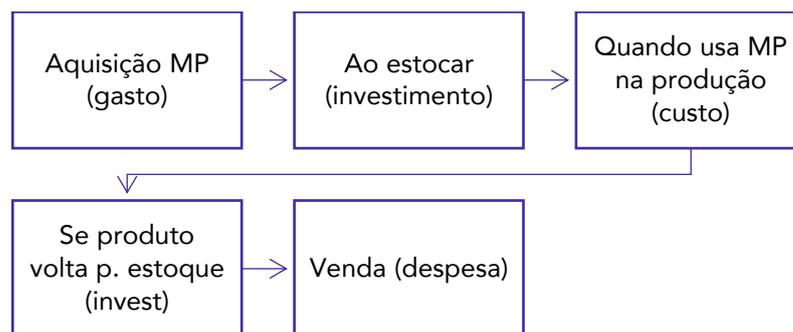 Aquisição MP
(gasto)
Ao estocar
(investimento)
Quando usa MP
na produção
(custo)
Se produto
volta p. estoque
(invest)
Venda (despesa)